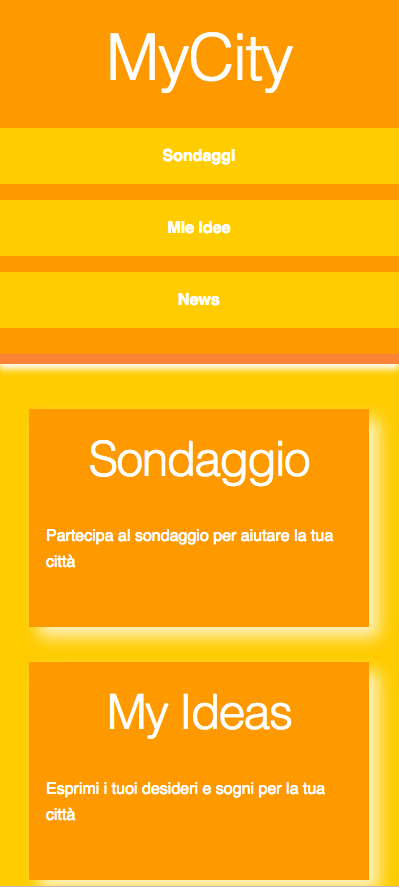 MyCity
Sondaggi
Mie idee
News
Sondaggio
Partecipa al sondaggio per aiutare la tua
città
My Ideas
Esprimi i tuoi desideri e sogni per la tua
città